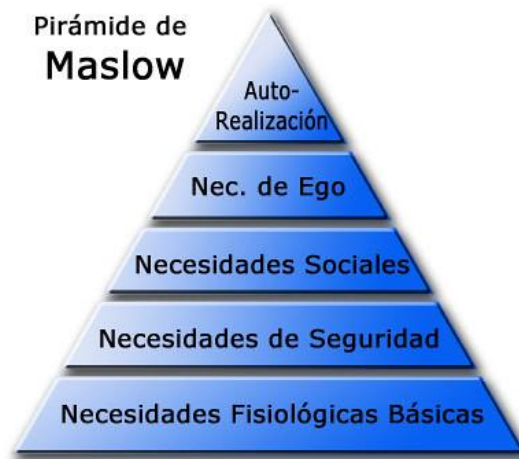 Pirámide de
Maslow
Auto-
Realización
Nec. de Ego
Necesidades Sociales
Necesidades de Seguridad
Necesidades Fisiológicas Básicas